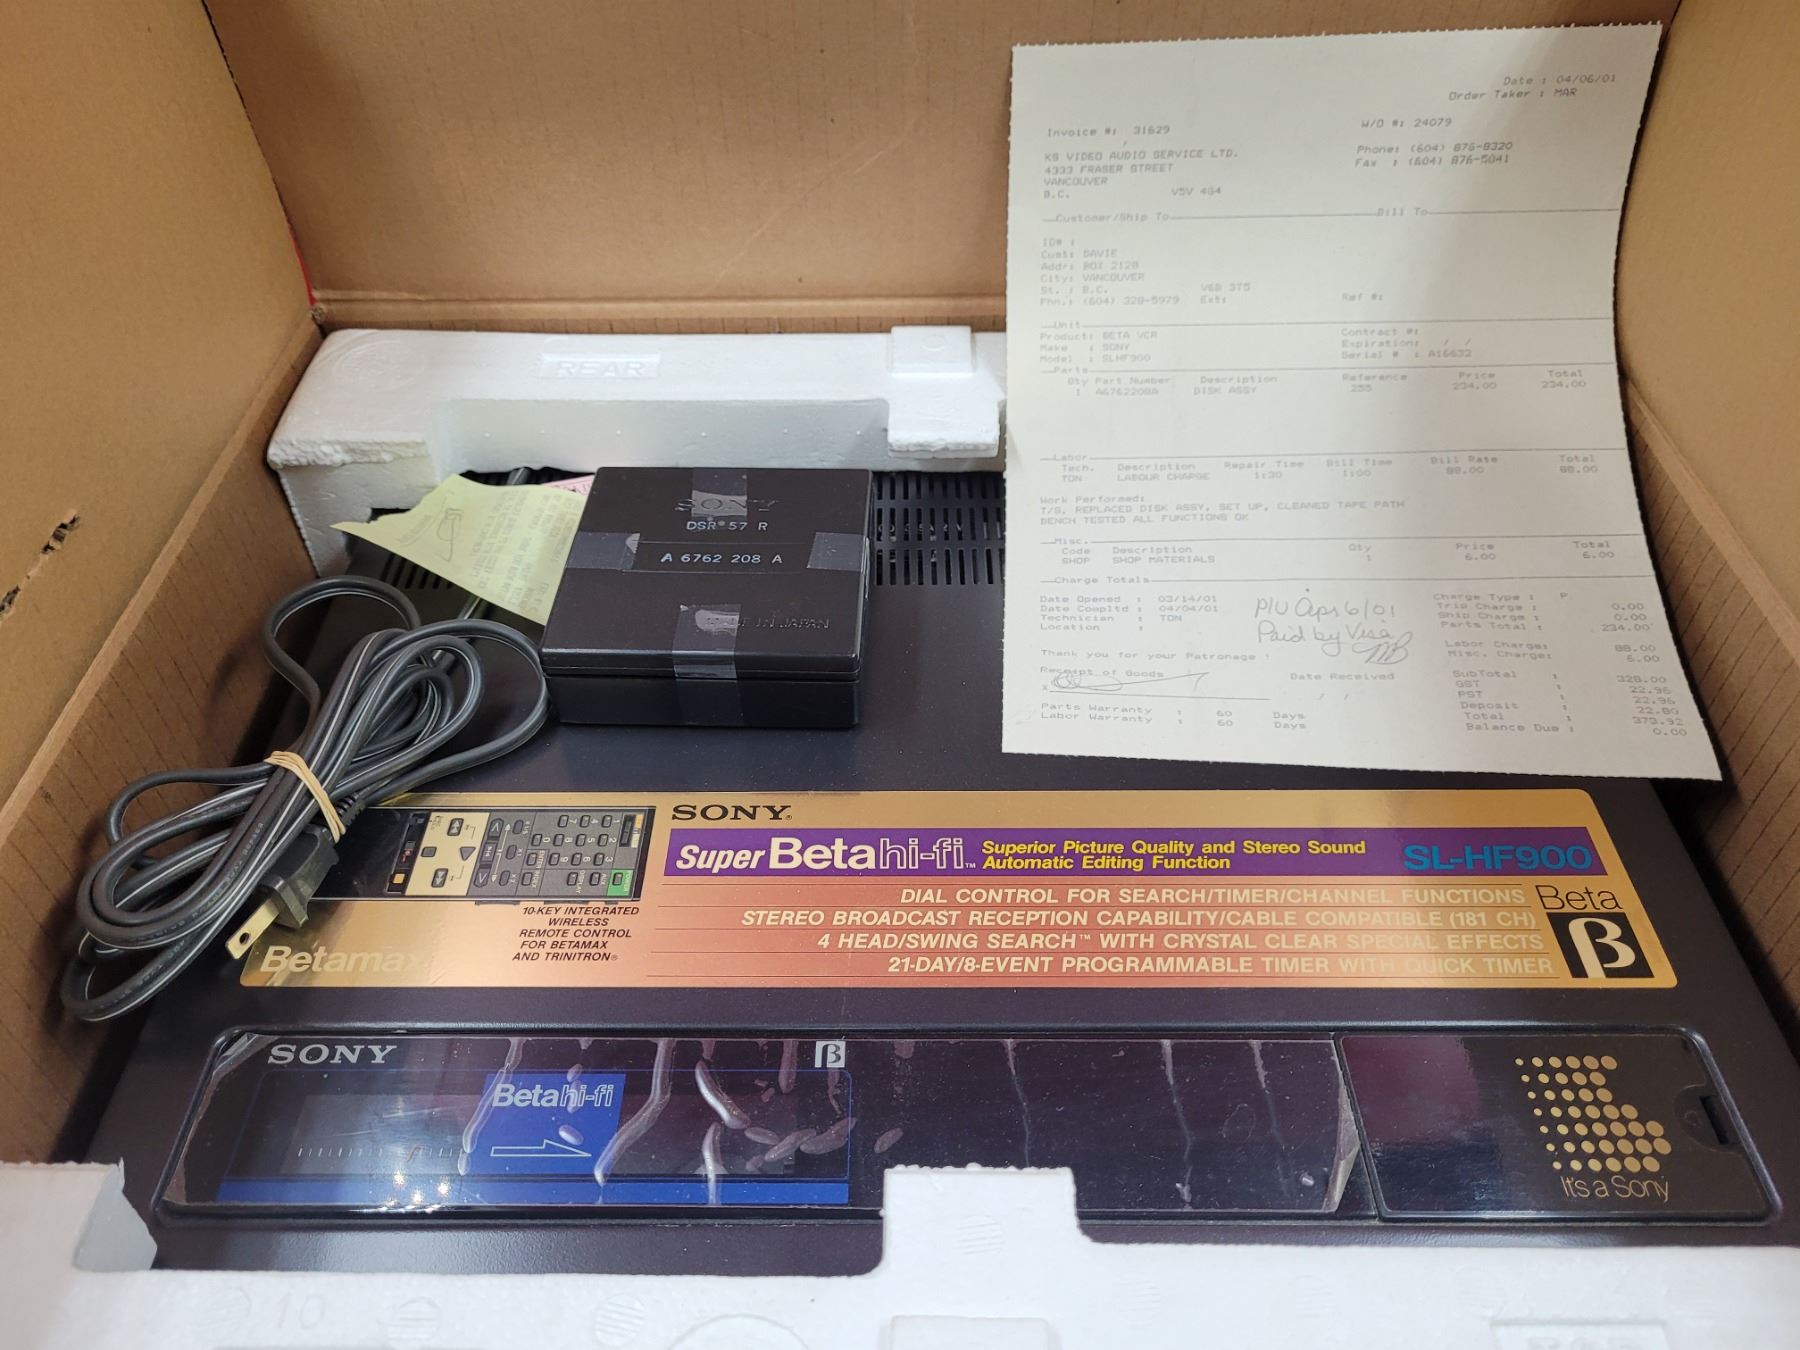 Date : 04/06/01
Order Taker : MAR
Invoice #: 31629
W/O #: 24079
KS VIDEO AUDIO SERVICE LTD.
Phone: (604) 876-8320
4333 FRASER STREET
Fax : (604) 876-5041
VANCOUVER
B.C. V5V 4G4
Customer/Ship To Bill To
ID# :
Cust: DAVIE
Addr: BOX 2128
City: VANCOUVER
St. : B.C. V6B 3T5
Phn.: (604) 328-5979 Ext: Ref #:
Unit
Product: BETA VCR Contract #:
Make : SONY Expiration: / /
Model : SLHF900 Serial # : A16632
Parts
Qty Part Number Description Reference Price Total
1 A6762208A DISK ASSY 255 234.00 234.00
Labor
Tech. Description Repair Time Bill Time Bill Rate Total
TON LABOUR CHARGE 1:30 1:00 88.00 88.00
Work Performed:
T/S, REPLACED DISK ASSY, SET UP, CLEANED TAPE PATH
BENCH TESTED ALL FUNCTIONS OK
Misc.
Code Description Qty Price Total
SHOP SHOP MATERIALS 1 6.00 6.00
Charge Totals
Date Opened : 03/14/01 Charge Type : P
Date Compltd : 04/04/01 Trip Charge : 0.00
Technician : TON Ship Charge : 0.00
Location : Parts Total : 234.00
P/U Apr 6/01
Paid by Visa
MB
Labor Charge: 88.00
Thank you for your Patronage ! Misc. Charge: 6.00
Receipt of Goods Date Received SubTotal : 328.00
x / / GST : 22.96
PST 22.96
Parts Warranty : 60 Days Deposit : 22.80
Labor Warranty : 60 Days Total : 373.92
Balance Due : 0.00
REAR
SONY
DSR 57 R
A 6762 208 A
MADE IN JAPAN
SONY®
Super Beta hi-fi™ Superior Picture Quality and Stereo Sound
Automatic Editing Function
SL-HF900
DIAL CONTROL FOR SEARCH/TIMER/CHANNEL FUNCTIONS
STEREO BROADCAST RECEPTION CAPABILITY/CABLE COMPATIBLE (181 CH)
4 HEAD/SWING SEARCH™ WITH CRYSTAL CLEAR SPECIAL EFFECTS
21-DAY/8-EVENT PROGRAMMABLE TIMER WITH QUICK TIMER
Beta
β
10-KEY INTEGRATED
WIRELESS
REMOTE CONTROL
FOR BETAMAX
AND TRINITRON®
Betamax
SONY
β
Beta hi-fi
It's a Sony
10